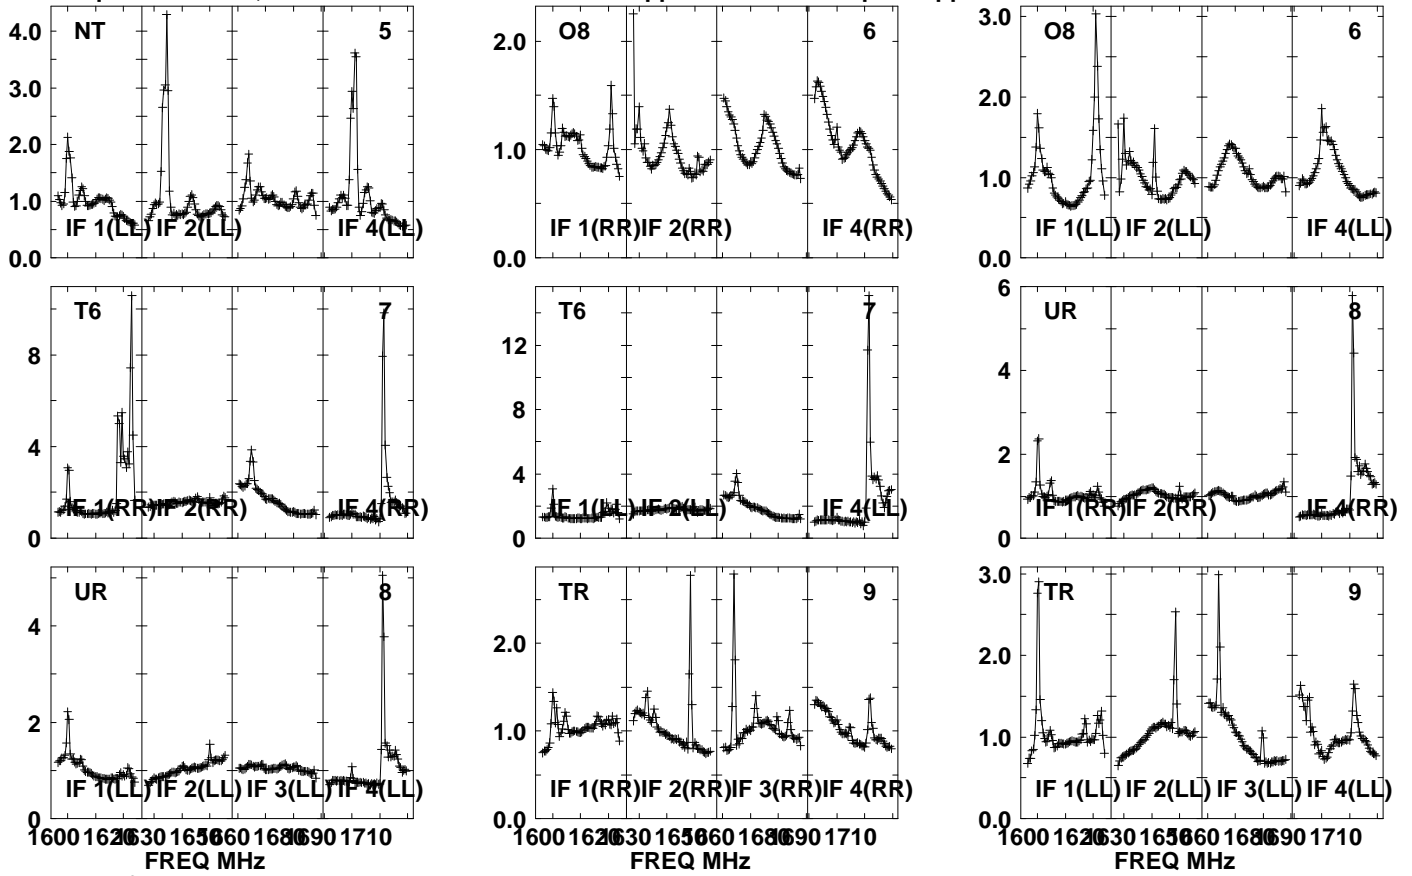 NT 5
4.0
3.0
2.0
1.0
0.0
IF 1(LL) IF 2(LL) IF 4(LL)
O8 6
2.0
1.0
0.0
IF 1(RR) IF 2(RR) IF 4(RR)
O8 6
3.0
2.0
1.0
0.0
IF 1(LL) IF 2(LL) IF 4(LL)
T6 7
8
4
0
IF 1(RR) IF 2(RR) IF 4(RR)
T6 7
12
8
4
0
IF 1(LL) IF 2(LL) IF 4(LL)
UR 8
6
4
2
0
IF 1(RR) IF 2(RR) IF 4(RR)
UR 8
4
2
0
IF 1(LL) IF 2(LL) IF 3(LL) IF 4(LL)
1600 1620 1630 1650 1660 1680 1690 1710
FREQ MHz
TR 9
2.0
1.0
0.0
IF 1(RR) IF 2(RR) IF 3(RR) IF 4(RR)
1600 1620 1630 1650 1660 1680 1690 1710
FREQ MHz
TR 9
3.0
2.0
1.0
0.0
IF 1(LL) IF 2(LL) IF 3(LL) IF 4(LL)
1600 1620 1630 1650 1660 1680 1690 1710
FREQ MHz